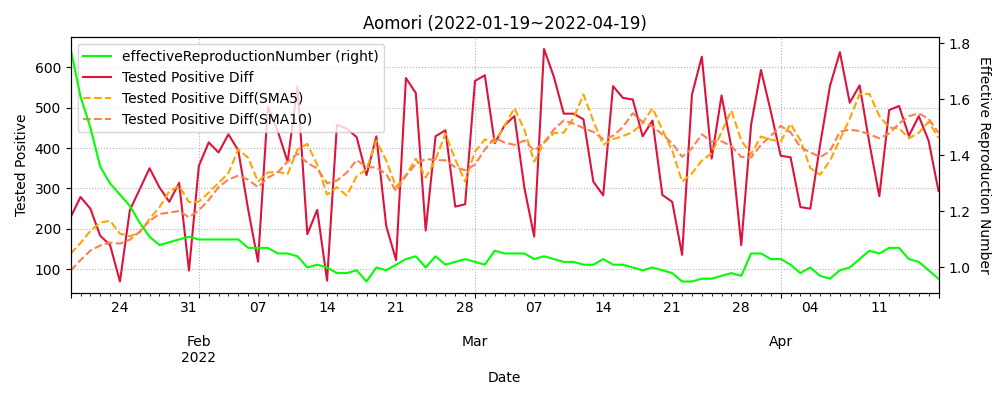 Aomori (2022-01-19~2022-04-19)
effectiveReproductionNumber (right)
Tested Positive Diff
Tested Positive Diff(SMA5)
Tested Positive Diff(SMA10)
Tested Positive
600
500
400
300
200
100
Effective Reproduction Number
1.8
1.6
1.4
1.2
1.0
24 31 07 14 21 28 07 14 21 28 04 11
Feb Mar Apr
2022
Date